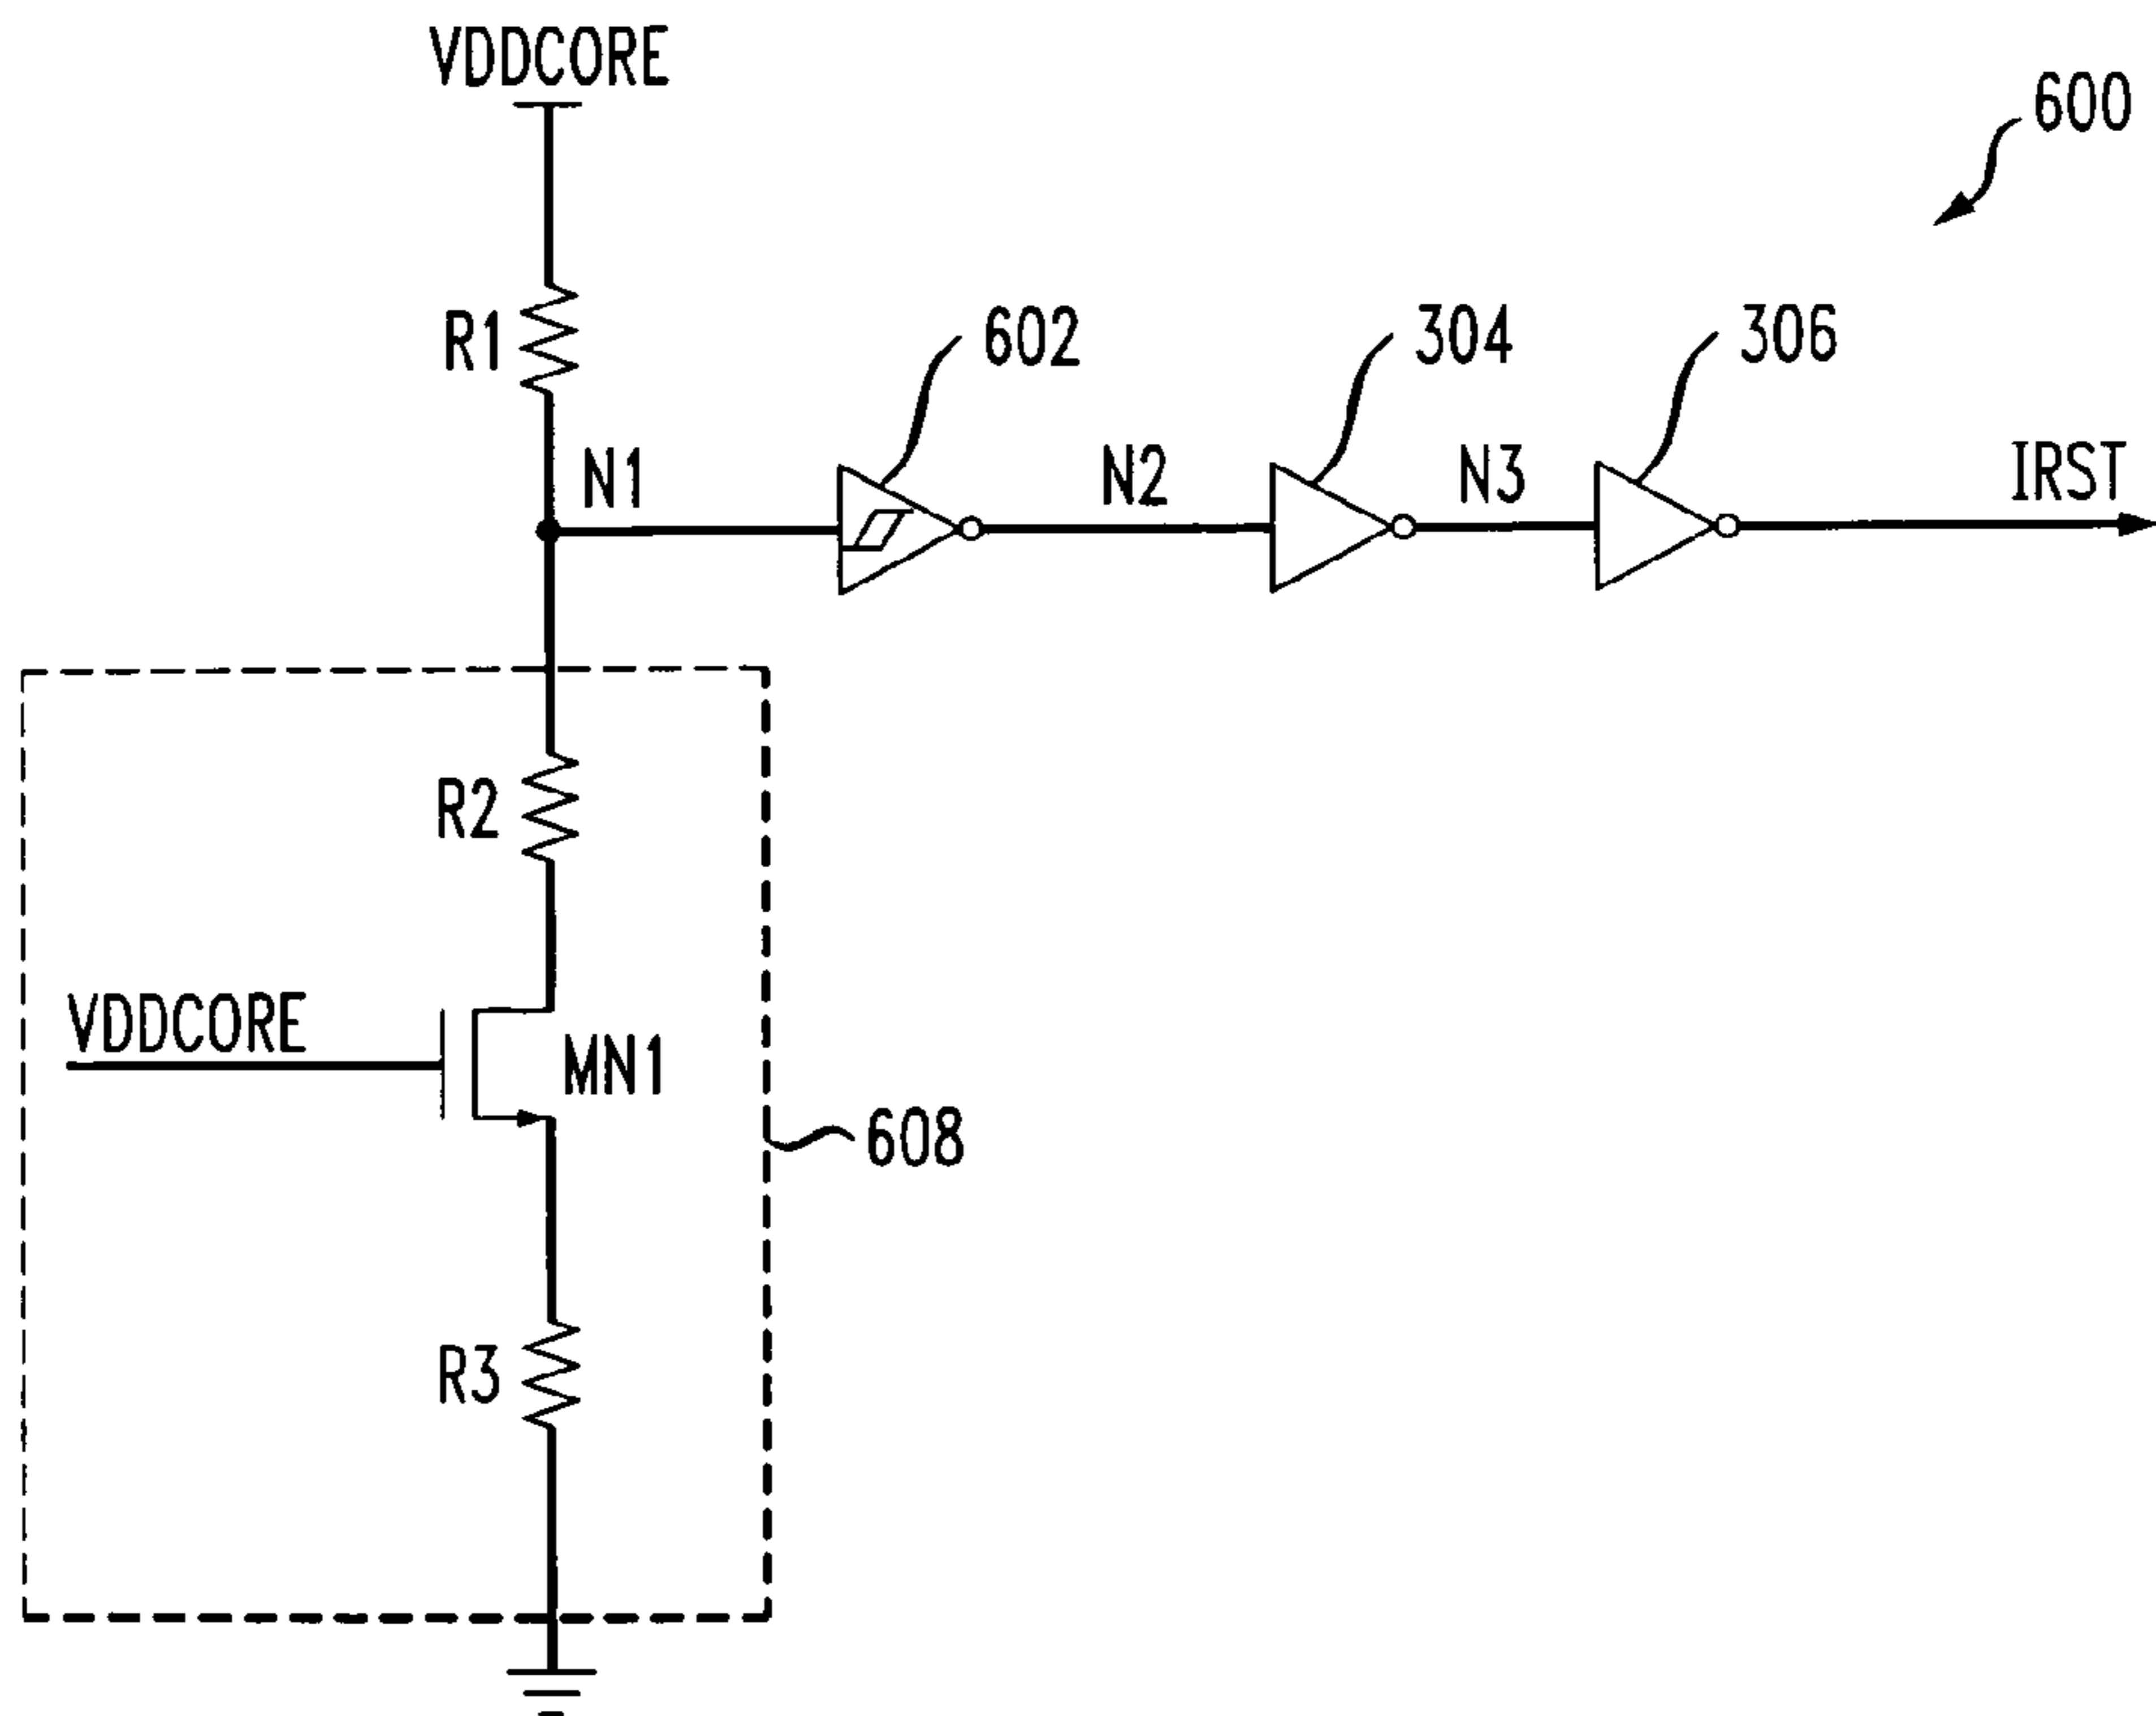 VDDCORE
600
R1
602
304
306
N1
N2
N3
IRST
R2
VDDCORE
MN1
608
R3